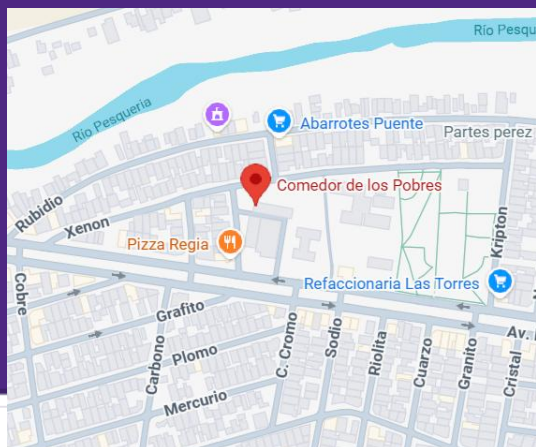 Río Pesqu
Río Pesquería
Abarrotes Puente
Partes perez
Comedor de los Pobres
Rubidio
Xenon
Pizza Regia
Kripton
Refaccionaria Las Torres
Cobre
Grafito
Carbono
Plomo
Mercurio
C. Cromo
Sodio
Riolita
Cuarzo
Granito
Cristal
Av.